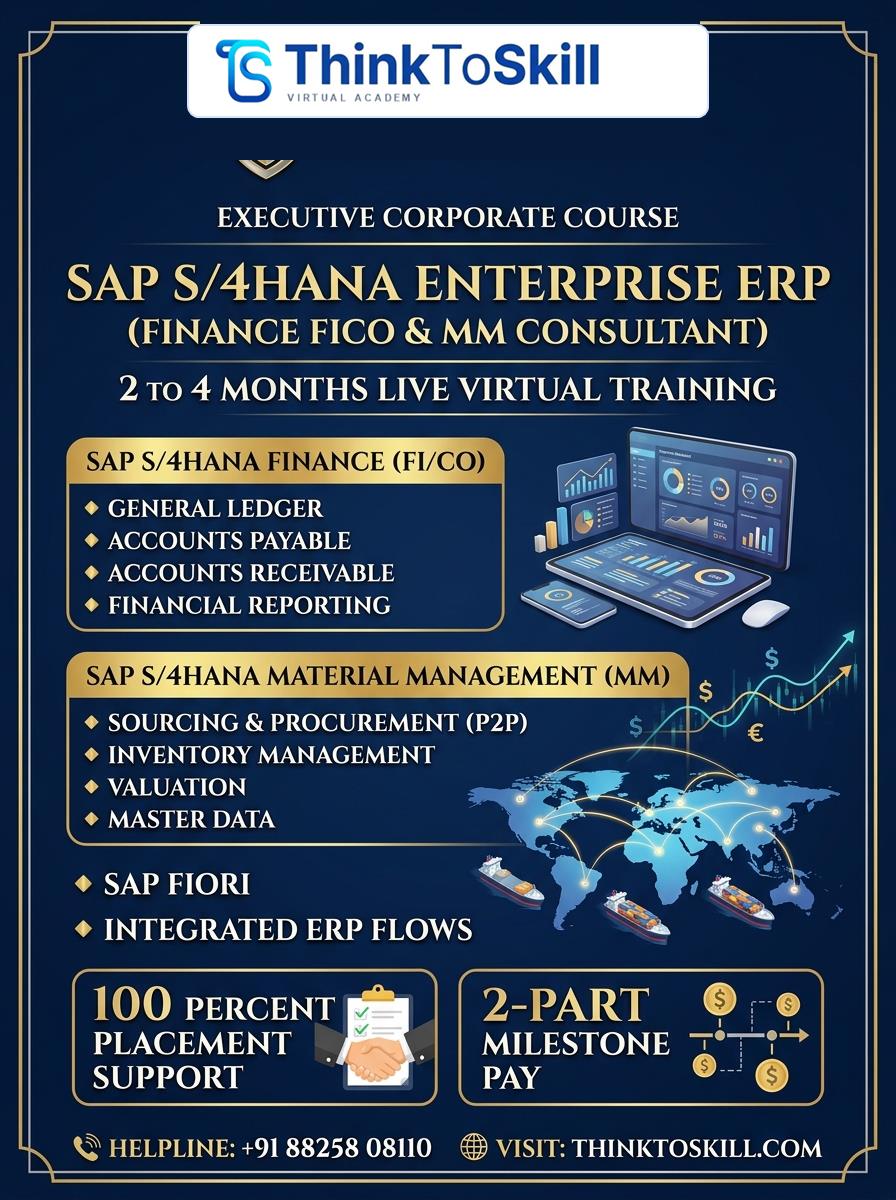 ThinkToSkill
VIRTUAL ACADEMY
EXECUTIVE CORPORATE COURSE
SAP S/4HANA ENTERPRISE ERP
(FINANCE FICO & MM CONSULTANT)
2 TO 4 MONTHS LIVE VIRTUAL TRAINING
SAP S/4HANA FINANCE (FI/CO)
GENERAL LEDGER
ACCOUNTS PAYABLE
ACCOUNTS RECEIVABLE
FINANCIAL REPORTING
SAP S/4HANA MATERIAL MANAGEMENT (MM)
SOURCING & PROCUREMENT (P2P)
INVENTORY MANAGEMENT
VALUATION
MASTER DATA
$
$
$
€
SAP FIORI
INTEGRATED ERP FLOWS
100 PERCENT
PLACEMENT
SUPPORT
2-PART
MILESTONE
PAY
$
$
$
$
HELPLINE: +91 88258 08110
VISIT: THINKTOSKILL.COM